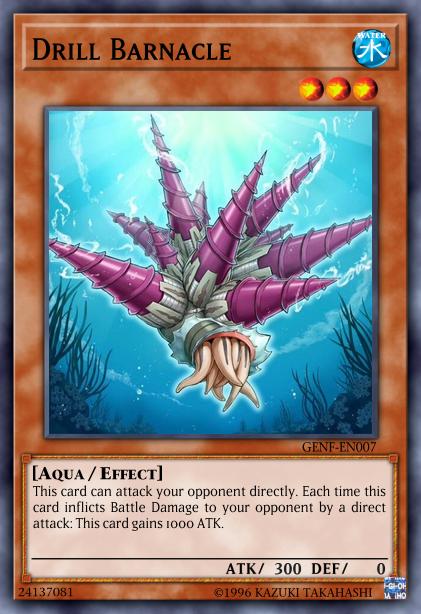 DRILL BARNACLE
WATER
水
GENF-EN007
[AQUA / EFFECT]
This card can attack your opponent directly. Each time this
card inflicts Battle Damage to your opponent by a direct
attack: This card gains 1000 ATK.
ATK/ 300 DEF/ 0
24137081
©1996 KAZUKI TAKAHASHI